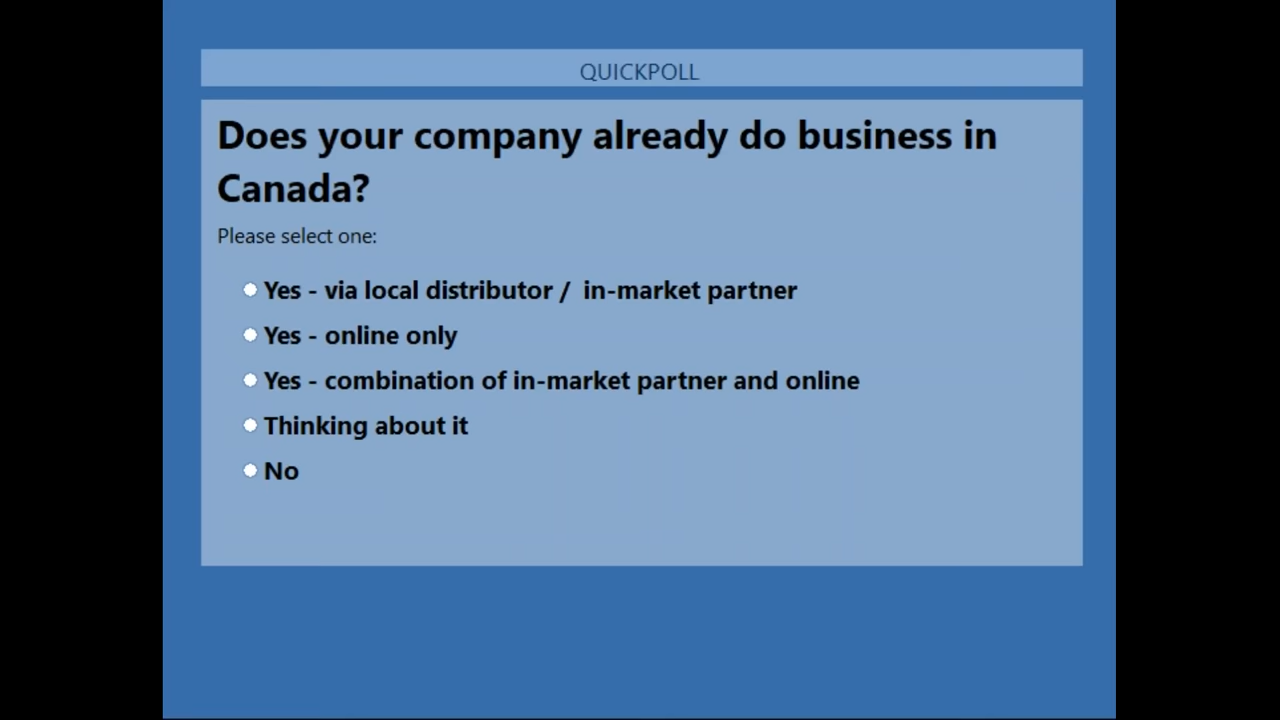 QUICKPOLL
Does your company already do business in
Canada?
Please select one:
Yes - via local distributor /  in-market partner
Yes - online only
Yes - combination of in-market partner and online
Thinking about it
No